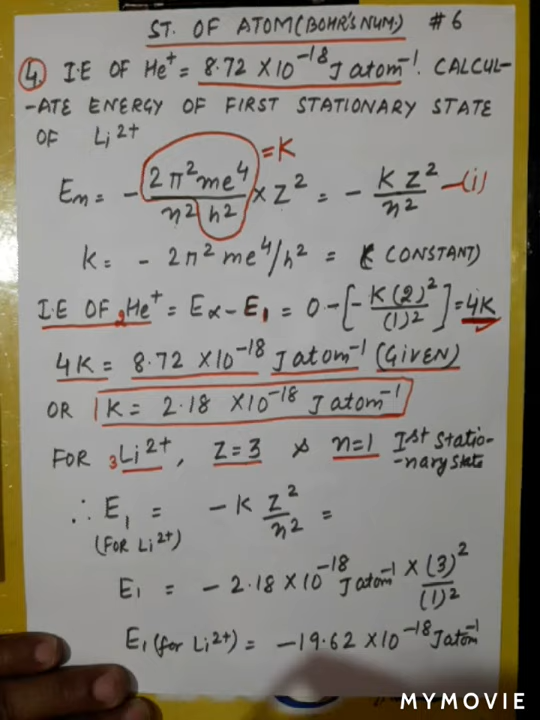 ST. OF ATOM (BOHR'S NUM.) #6
4. I.E OF He⁺ = 8.72 × 10⁻¹⁸ J atom⁻¹. CALCUL-
-ATE ENERGY OF FIRST STATIONARY STATE
OF Li²⁺
En = - 2π²me⁴/n²h² × Z² = - KZ²/n² —(i)
= K
K = - 2π²me⁴/h² = (CONSTANT)
I.E OF ₂He⁺ = E∝ - E₁ = 0 - [- K(2)²/(1)²] = 4K
4K = 8.72 × 10⁻¹⁸ J atom⁻¹ (GIVEN)
OR K = 2.18 × 10⁻¹⁸ J atom⁻¹
FOR ₃Li²⁺, Z = 3 & n = 1 Ist Statio-
-nary State
∴ E₁ = - K Z²/n² =
(FOR Li²⁺)
E₁ = - 2.18 × 10⁻¹⁸ J atom⁻¹ × (3)²/(1)²
E₁ (for Li²⁺) = - 19.62 × 10⁻¹⁸ J atom⁻¹
MYMOVIE